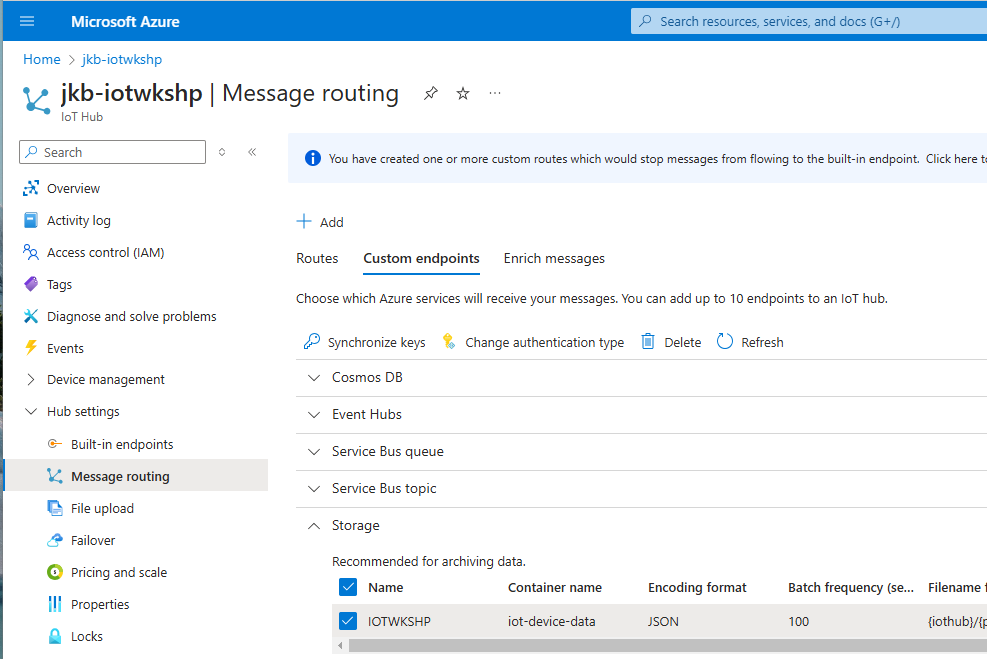 Microsoft Azure
Search resources, services, and docs (G+/)
Home > jkb-iotwkshp
jkb-iotwkshp | Message routing
IoT Hub
Search
Overview
Activity log
Access control (IAM)
Tags
Diagnose and solve problems
Events
Device management
Hub settings
Built-in endpoints
Message routing
File upload
Failover
Pricing and scale
Properties
Locks
You have created one or more custom routes which would stop messages from flowing to the built-in endpoint. Click here to
Add
Routes Custom endpoints Enrich messages
Choose which Azure services will receive your messages. You can add up to 10 endpoints to an IoT hub.
Synchronize keys Change authentication type Delete Refresh
Cosmos DB
Event Hubs
Service Bus queue
Service Bus topic
Storage
Recommended for archiving data.
Name Container name Encoding format Batch frequency (se... Filename
IOTWKSHP iot-device-data JSON 100 {iothub}/{p